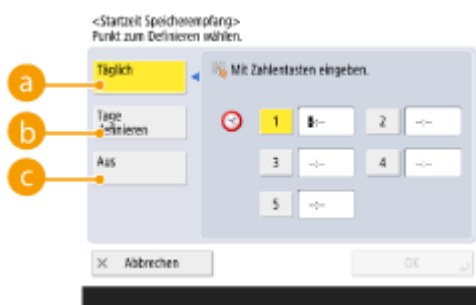 <Startzeit Speicherempfang>
Punkt zum Definieren wählen.
a
Täglich
Mit Zahlentasten eingeben.
b
Tage
definieren
1
-:--
2
--:--
c
Aus
3
--:--
4
--:--
5
--:--
× Abbrechen
OK